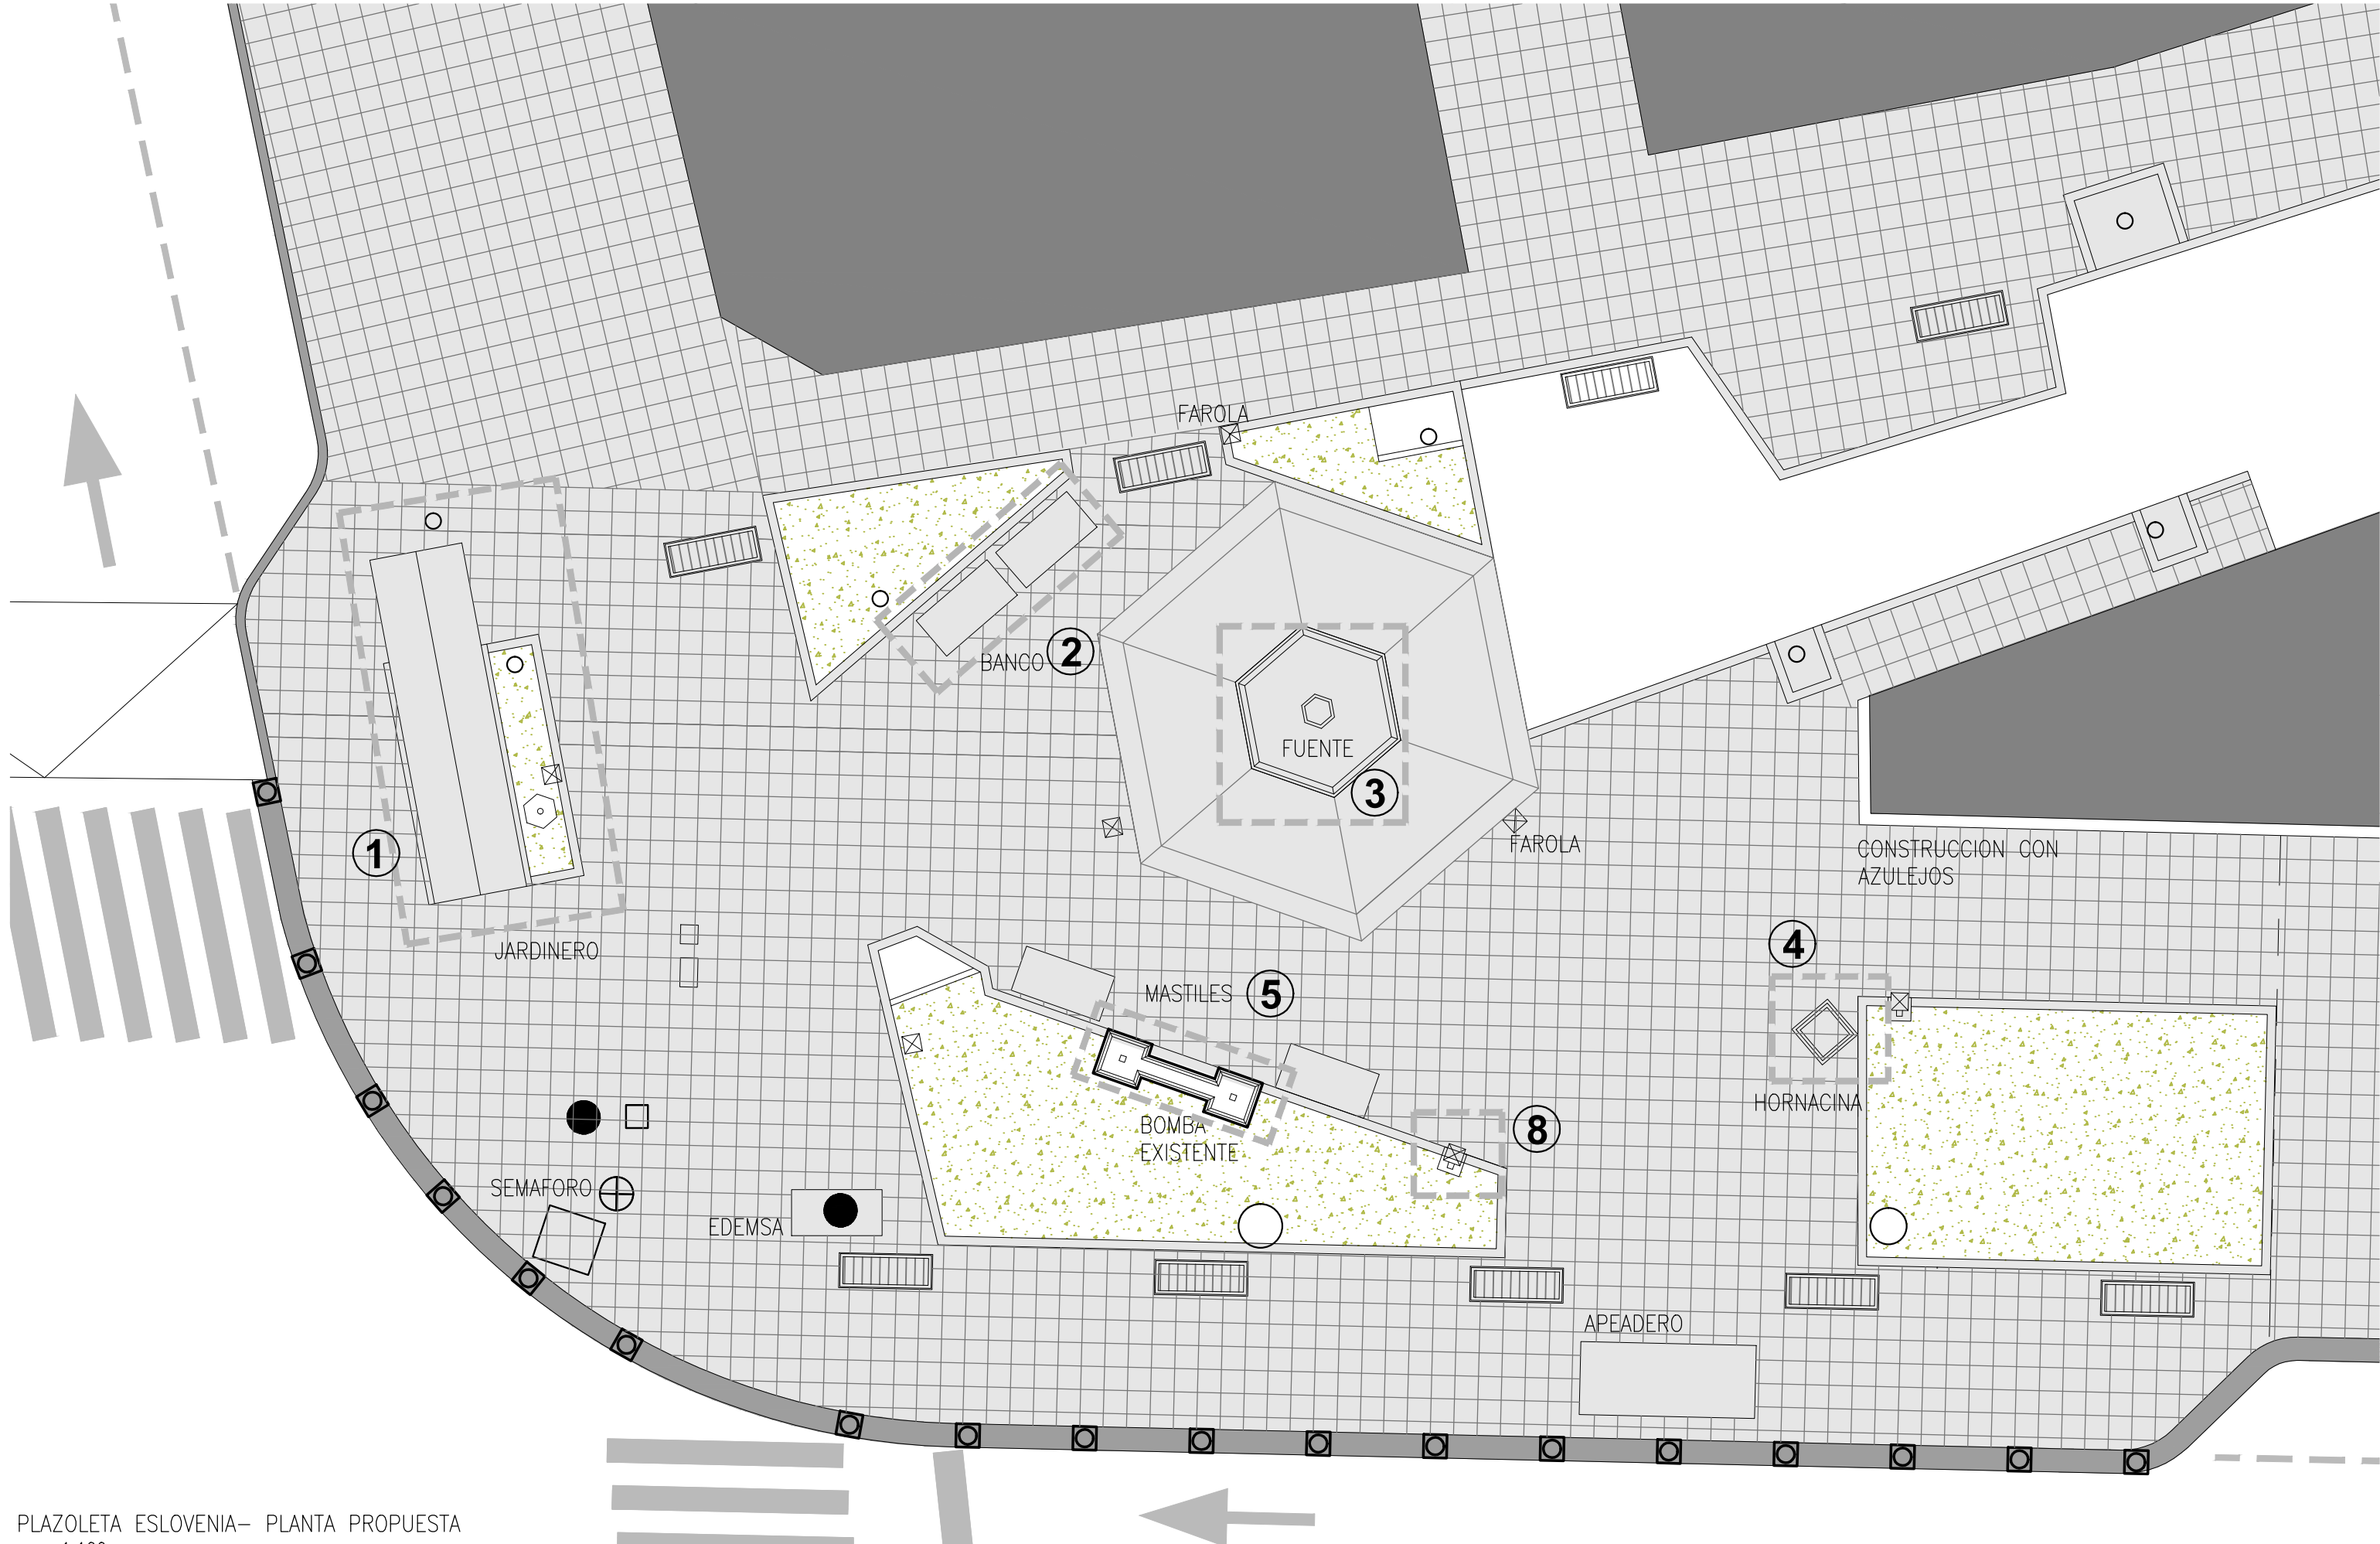 FAROLA
BANCO
2
FUENTE
3
FAROLA
1
CONSTRUCCION CON
AZULEJOS
4
JARDINERO
MASTILES
5
HORNACINA
BOMBA
EXISTENTE
8
SEMAFORO
EDEMSA
APEADERO
PLAZOLETA ESLOVENIA— PLANTA PROPUESTA